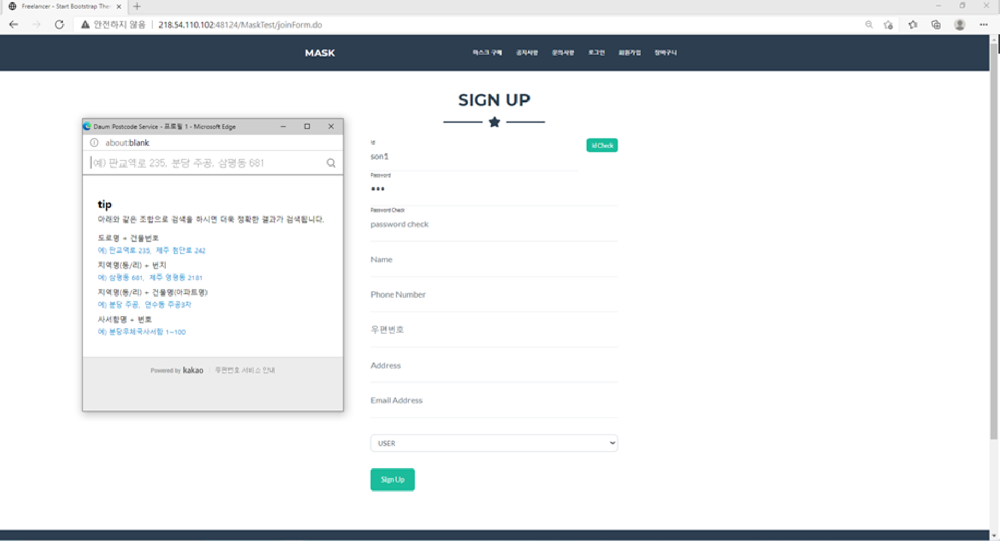 Freelancer - Start Bootstrap The
안전하지 않음 | 218.54.110.102:48124/MaskTest/joinForm.do
MASK
마스크 구매 공지사항 문의사항 로그인 회원가입 장바구니
SIGN UP
Id
Id Check
son1
Password
•••
Password Check
password check
Name
Phone Number
우편번호
Address
Email Address
USER
Sign Up
Daum Postcode Service - 프로필 1 - Microsoft Edge
about:blank
예) 판교역로 235, 분당 주공, 삼평동 681
tip
아래와 같은 조합으로 검색을 하시면 더욱 정확한 결과가 검색됩니다.
도로명 + 건물번호
예) 판교역로 235, 제주 첨단로 242
지역명(동/리) + 번지
예) 삼평동 681, 제주 영평동 2181
지역명(동/리) + 건물명(아파트명)
예) 분당 주공, 연수동 주공3차
사서함명 + 번호
예) 분당우체국사서함 1~100
Powered by kakao | 우편번호 서비스 안내